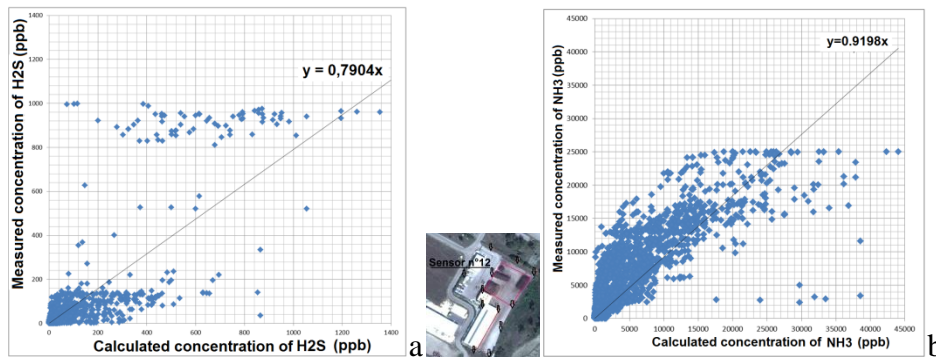 Measured concentration of H2S (ppb)
1400
1200
1000
800
600
400
200
0
y = 0,7904x
0 200 400 600 800 1000 1200 1400
Calculated concentration of H2S (ppb)
a
Sensor n°12
Measured concentration of NH3 (ppb)
45000
40000
35000
30000
25000
20000
15000
10000
5000
0
y=0.9198x
0 5000 10000 15000 20000 25000 30000 35000 40000 45000
Calculated concentration of NH3 (ppb)
b